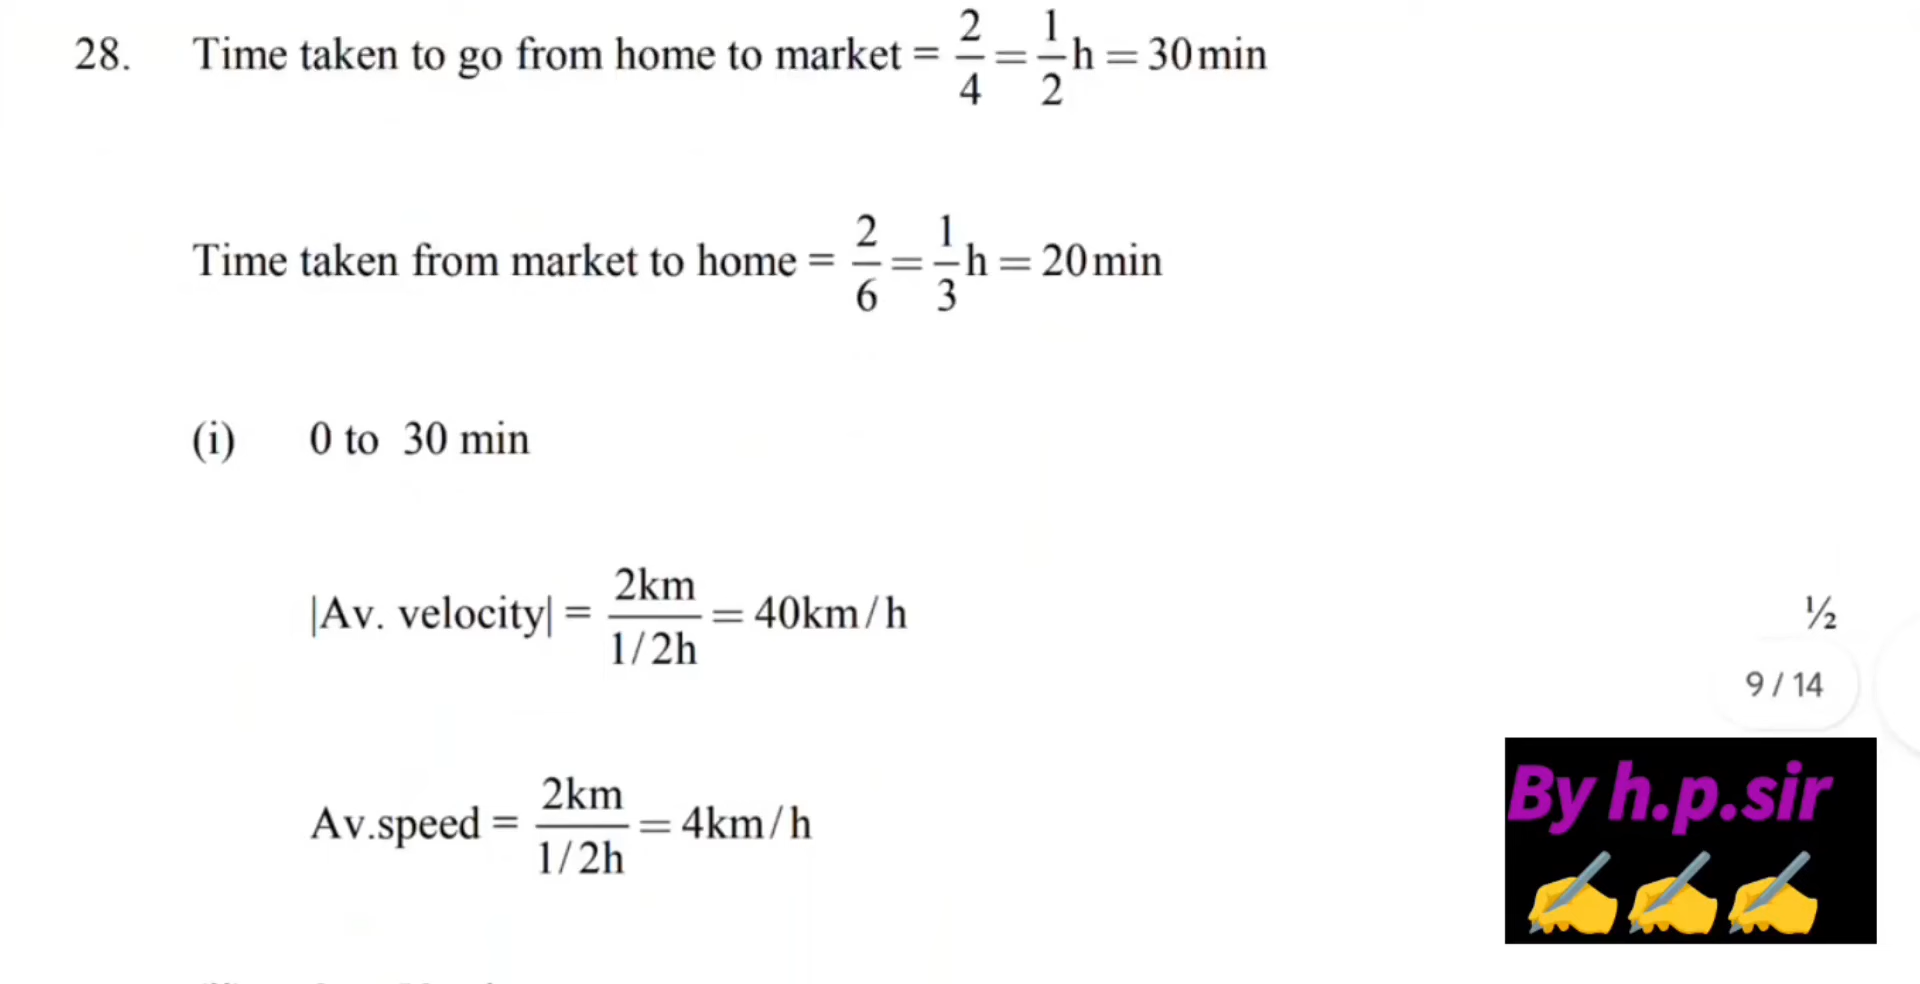 28. Time taken to go from home to market = 2/4 = 1/2 h = 30 min
Time taken from market to home = 2/6 = 1/3 h = 20 min
(i) 0 to 30 min
|Av. velocity| = 2km / 1/2h = 40km/h
½
9 / 14
Av.speed = 2km / 1/2h = 4km/h
By h.p.sir